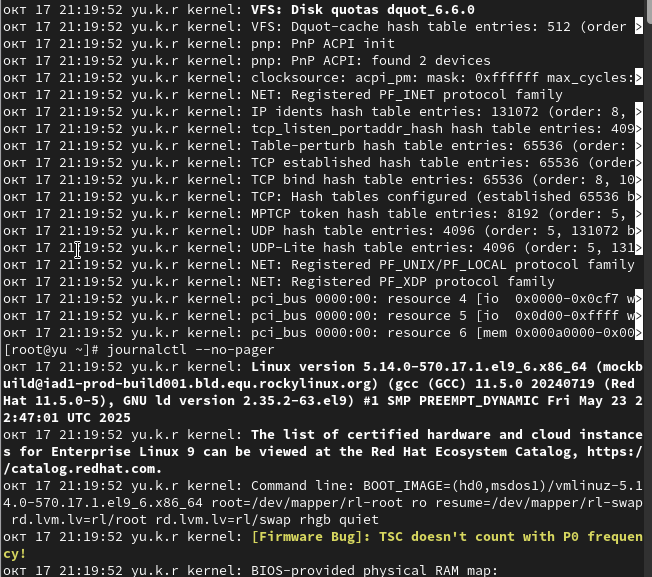 окт 17 21:19:52 yu.k.r kernel: VFS: Disk quotas dquot_6.6.0
окт 17 21:19:52 yu.k.r kernel: VFS: Dquot-cache hash table entries: 512 (order >
окт 17 21:19:52 yu.k.r kernel: pnp: PnP ACPI init
окт 17 21:19:52 yu.k.r kernel: pnp: PnP ACPI: found 2 devices
окт 17 21:19:52 yu.k.r kernel: clocksource: acpi_pm: mask: 0xffffff max_cycles:>
окт 17 21:19:52 yu.k.r kernel: NET: Registered PF_INET protocol family
окт 17 21:19:52 yu.k.r kernel: IP idents hash table entries: 131072 (order: 8, >
окт 17 21:19:52 yu.k.r kernel: tcp_listen_portaddr_hash hash table entries: 409>
окт 17 21:19:52 yu.k.r kernel: Table-perturb hash table entries: 65536 (order: >
окт 17 21:19:52 yu.k.r kernel: TCP established hash table entries: 65536 (order>
окт 17 21:19:52 yu.k.r kernel: TCP bind hash table entries: 65536 (order: 8, 10>
окт 17 21:19:52 yu.k.r kernel: TCP: Hash tables configured (established 65536 b>
окт 17 21:19:52 yu.k.r kernel: MPTCP token hash table entries: 8192 (order: 5, >
окт 17 21:19:52 yu.k.r kernel: UDP hash table entries: 4096 (order: 5, 131072 b>
окт 17 21:19:52 yu.k.r kernel: UDP-Lite hash table entries: 4096 (order: 5, 131>
окт 17 21:19:52 yu.k.r kernel: NET: Registered PF_UNIX/PF_LOCAL protocol family
окт 17 21:19:52 yu.k.r kernel: NET: Registered PF_XDP protocol family
окт 17 21:19:52 yu.k.r kernel: pci_bus 0000:00: resource 4 [io  0x0000-0x0cf7 w>
окт 17 21:19:52 yu.k.r kernel: pci_bus 0000:00: resource 5 [io  0x0d00-0xffff w>
окт 17 21:19:52 yu.k.r kernel: pci_bus 0000:00: resource 6 [mem 0x000a0000-0x00>
[root@yu ~]# journalctl --no-pager
окт 17 21:19:52 yu.k.r kernel: Linux version 5.14.0-570.17.1.el9_6.x86_64 (mockb
uild@iad1-prod-build001.bld.equ.rockylinux.org) (gcc (GCC) 11.5.0 20240719 (Red
Hat 11.5.0-5), GNU ld version 2.35.2-63.el9) #1 SMP PREEMPT_DYNAMIC Fri May 23 2
2:47:01 UTC 2025
окт 17 21:19:52 yu.k.r kernel: The list of certified hardware and cloud instance
s for Enterprise Linux 9 can be viewed at the Red Hat Ecosystem Catalog, https:/
/catalog.redhat.com.
окт 17 21:19:52 yu.k.r kernel: Command line: BOOT_IMAGE=(hd0,msdos1)/vmlinuz-5.1
4.0-570.17.1.el9_6.x86_64 root=/dev/mapper/rl-root ro resume=/dev/mapper/rl-swap
rd.lvm.lv=rl/root rd.lvm.lv=rl/swap rhgb quiet
окт 17 21:19:52 yu.k.r kernel: [Firmware Bug]: TSC doesn't count with P0 frequen
cy!
окт 17 21:19:52 yu.k.r kernel: BIOS-provided physical RAM map: